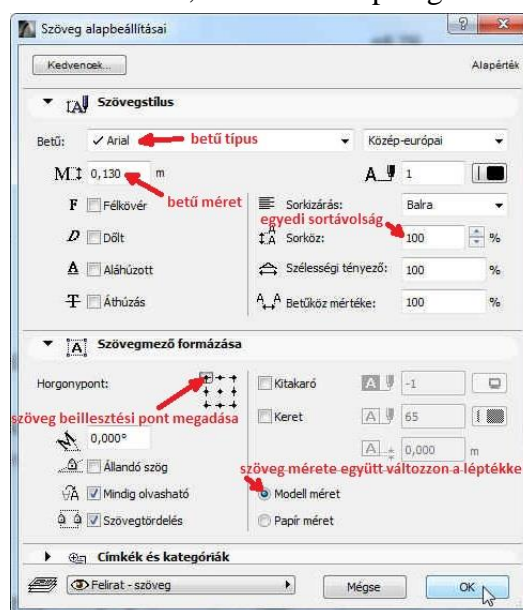 Szöveg alapbeállításai
Kedvencek...
Alapérték
Szövegstílus
Betű:
Arial
betű típus
Közép-európai
M
0,130
m
A
1
betű méret
F
Félkövér
Sorkizárás:
Balra
egyedi sortávolság
D
Dőlt
Sorköz:
100
%
A
Aláhúzott
Szélességi tényező:
100
%
T
Áthúzás
Betűköz mértéke:
100
%
Szövegmező formázása
Horgonypont:
Kitakaró
-1
szöveg beillesztési pont megadása
Keret
65
0,000°
0,000
m
szöveg mérete együtt változzon a léptékke
Állandó szög
Mindig olvasható
Modell méret
Szövegtördelés
Papír méret
Címkék és kategóriák
Felirat - szöveg
Mégse
OK